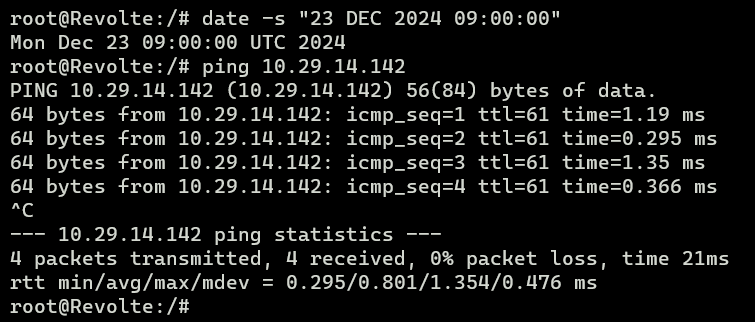 root@Revolte:/# date -s "23 DEC 2024 09:00:00"
Mon Dec 23 09:00:00 UTC 2024
root@Revolte:/# ping 10.29.14.142
PING 10.29.14.142 (10.29.14.142) 56(84) bytes of data.
64 bytes from 10.29.14.142: icmp_seq=1 ttl=61 time=1.19 ms
64 bytes from 10.29.14.142: icmp_seq=2 ttl=61 time=0.295 ms
64 bytes from 10.29.14.142: icmp_seq=3 ttl=61 time=1.35 ms
64 bytes from 10.29.14.142: icmp_seq=4 ttl=61 time=0.366 ms
^C
--- 10.29.14.142 ping statistics ---
4 packets transmitted, 4 received, 0% packet loss, time 21ms
rtt min/avg/max/mdev = 0.295/0.801/1.354/0.476 ms
root@Revolte:/#